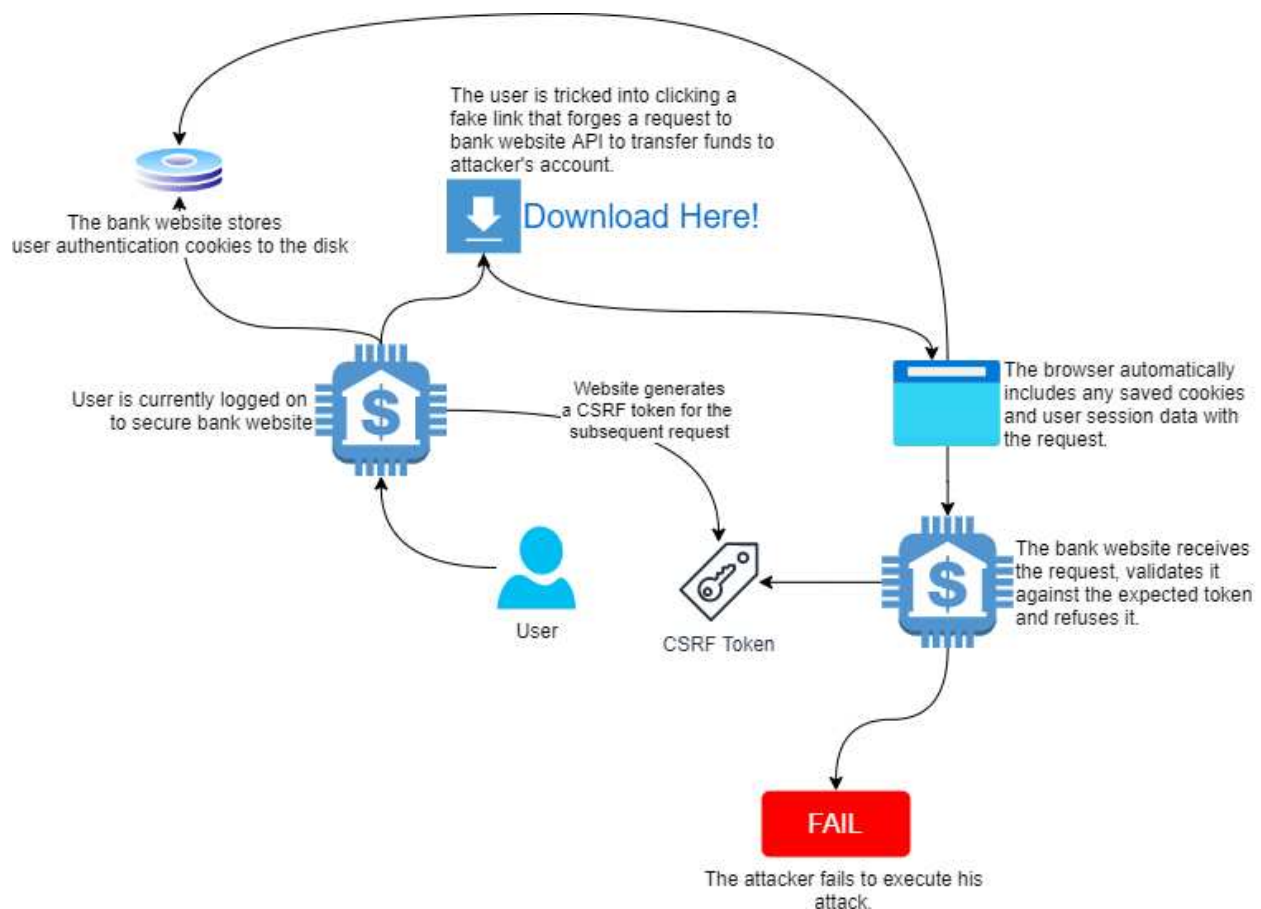 The user is tricked into clicking a
fake link that forges a request to
bank website API to transfer funds to
attacker's account.
Download Here!
The bank website stores
user authentication cookies to the disk
User is currently logged on
to secure bank website
$
Website generates
a CSRF token for the
subsequent request
The browser automatically
includes any saved cookies
and user session data with
the request.
User
CSRF Token
$
The bank website receives
the request, validates it
against the expected token
and refuses it.
FAIL
The attacker fails to execute his
attack.